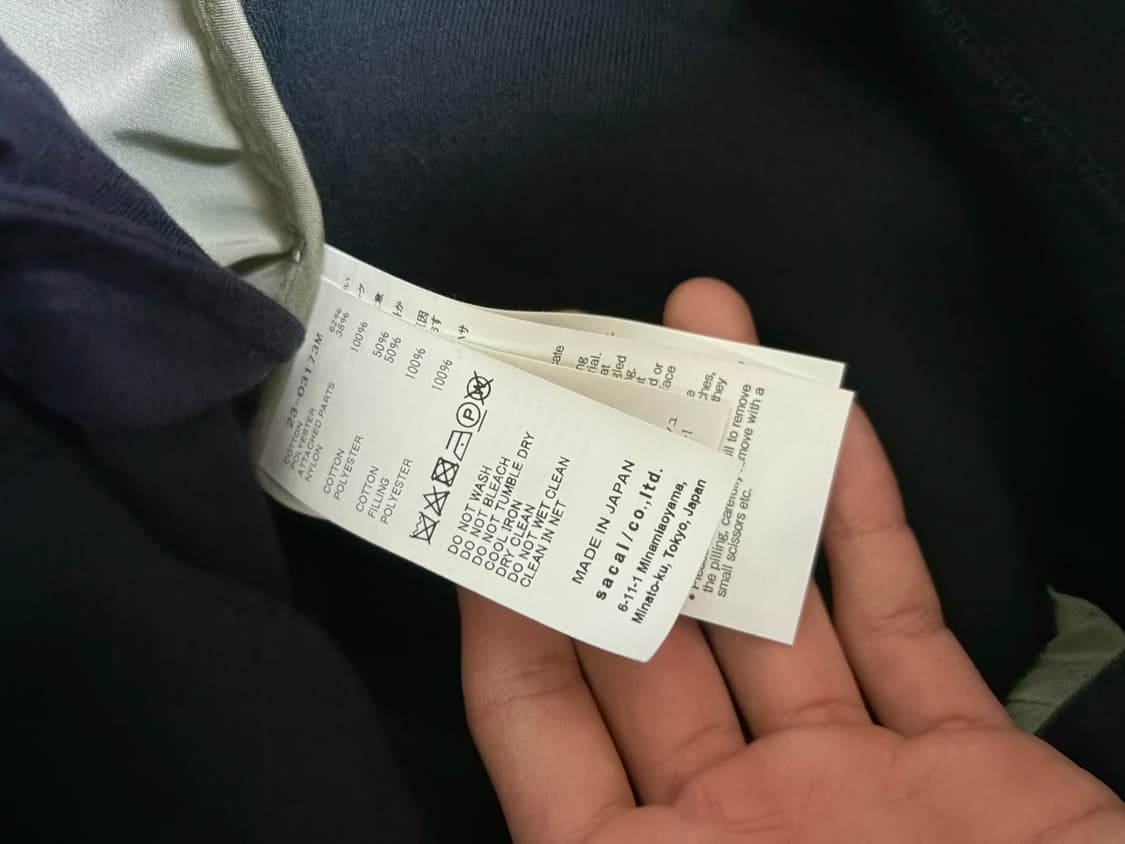 23-03173M
COTTON 62%
POLYESTER 38%
ATTACHED PARTS
NYLON 100%
COTTON 50%
POLYESTER 50%
COTTON 100%
FILLING
POLYESTER 100%
DO NOT WASH
DO NOT BLEACH
DO NOT TUMBLE DRY
COOL IRON
DRY CLEAN
DO NOT WET CLEAN
CLEAN IN NET
MADE IN JAPAN
sacai/co.,ltd.
6-11-1 Minamiaoyama,
Minato-ku, Tokyo, Japan
to remove
the pilling, carefully move with a
small scissors etc.